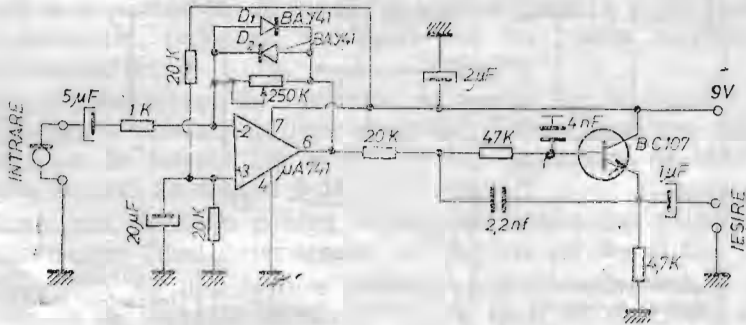 D1 BAY41
D2 BAY41
20K
250K
2µF
9V
5µF
1K
7
-2
6
+3
4
µA741
20K
47K
4nF
BC107
1µF
INTRARE
20µF
20K
2,2nf
4,7K
IESIRE